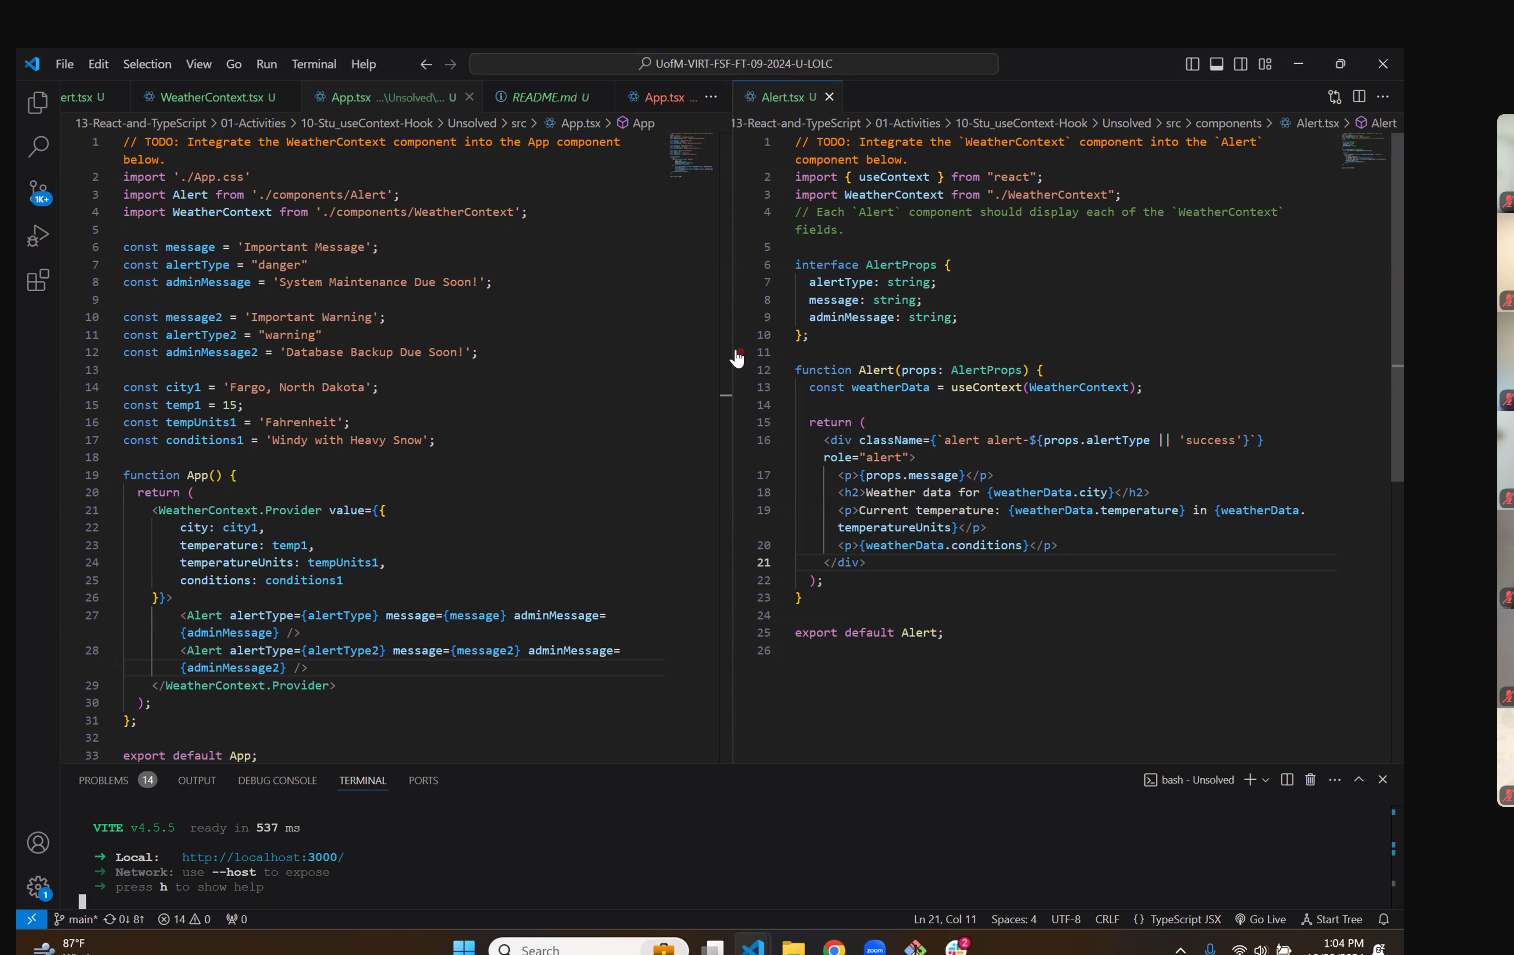 File Edit Selection View Go Run Terminal Help
UofM-VIRT-FSF-FT-09-2024-U-LOLC
ert.tsx U WeatherContext.tsx U App.tsx ...\Unsolved\... U README.md U App.tsx ...
13-React-and-TypeScript > 01-Activities > 10-Stu_useContext-Hook > Unsolved > src > App.tsx > App
1 // TODO: Integrate the WeatherContext component into the App component
below.
2 import './App.css'
3 import Alert from './components/Alert';
4 import WeatherContext from './components/WeatherContext';
5
6 const message = 'Important Message';
7 const alertType = "danger"
8 const adminMessage = 'System Maintenance Due Soon!';
9
10 const message2 = 'Important Warning';
11 const alertType2 = "warning"
12 const adminMessage2 = 'Database Backup Due Soon!';
13
14 const city1 = 'Fargo, North Dakota';
15 const temp1 = 15;
16 const tempUnits1 = 'Fahrenheit';
17 const conditions1 = 'Windy with Heavy Snow';
18
19 function App() {
20 return (
21 <WeatherContext.Provider value={{
22 city: city1,
23 temperature: temp1,
24 temperatureUnits: tempUnits1,
25 conditions: conditions1
26 }}>
27 <Alert alertType={alertType} message={message} adminMessage=
{adminMessage} />
28 <Alert alertType={alertType2} message={message2} adminMessage=
{adminMessage2} />
29 </WeatherContext.Provider>
30 );
31 };
32
33 export default App;
Alert.tsx U
13-React-and-TypeScript > 01-Activities > 10-Stu_useContext-Hook > Unsolved > src > components > Alert.tsx > Alert
1 // TODO: Integrate the `WeatherContext` component into the `Alert`
component below.
2 import { useContext } from "react";
3 import WeatherContext from "./WeatherContext";
4 // Each `Alert` component should display each of the `WeatherContext`
fields.
5
6 interface AlertProps {
7 alertType: string;
8 message: string;
9 adminMessage: string;
10 };
11
12 function Alert(props: AlertProps) {
13 const weatherData = useContext(WeatherContext);
14
15 return (
16 <div className={`alert alert-${props.alertType || 'success'}`}
role="alert">
17 <p>{props.message}</p>
18 <h2>Weather data for {weatherData.city}</h2>
19 <p>Current temperature: {weatherData.temperature} in {weatherData.
temperatureUnits}</p>
20 <p>{weatherData.conditions}</p>
21 </div>
22 );
23 }
24
25 export default Alert;
26
PROBLEMS 14 OUTPUT DEBUG CONSOLE TERMINAL PORTS
bash - Unsolved
VITE v4.5.5 ready in 537 ms
➜ Local: http://localhost:3000/
➜ Network: use --host to expose
➜ press h to show help
1K+
1
main* 0↓ 8↑ 14 0 0
Ln 21, Col 11 Spaces: 4 UTF-8 CRLF {} TypeScript JSX Go Live Start Tree
87°F
Search
zoom
2
1:04 PM